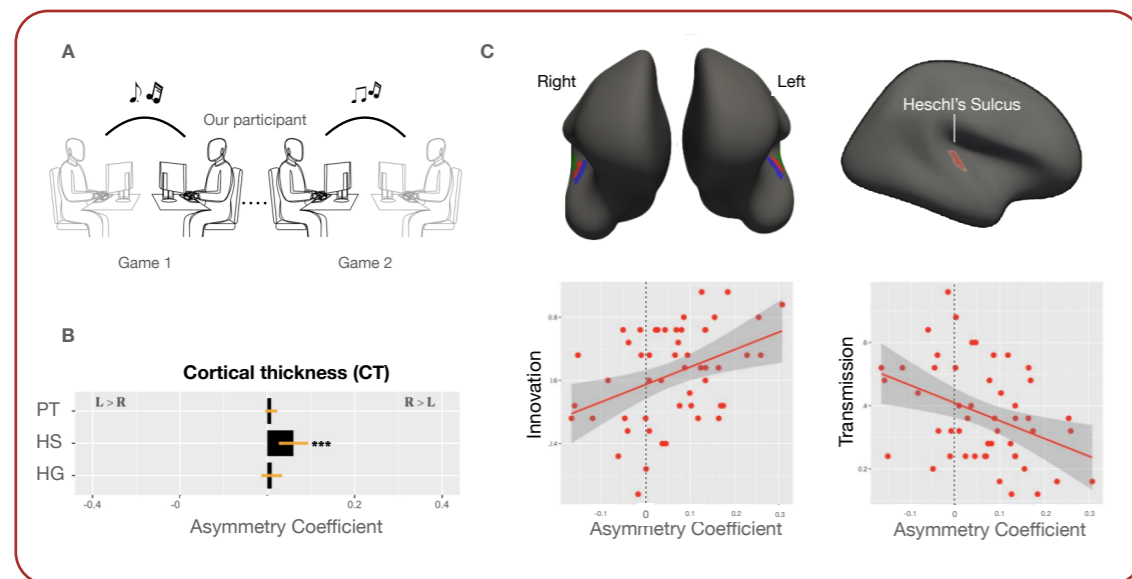 A
Our participant
Game 1
Game 2
B
Cortical thickness (CT)
L > R
R > L
PT
HS
***
HG
-0.4
-0
0
0.2
0.4
Asymmetry Coefficient
C
Right
Left
Heschl's Sulcus
Innovation
0.8
1.6
2.4
-0.1
0
0.1
0.2
0.3
Asymmetry Coefficient
Transmission
.6
.4
0.2
-0.1
0
0.1
0.2
0.3
Asymmetry Coefficient